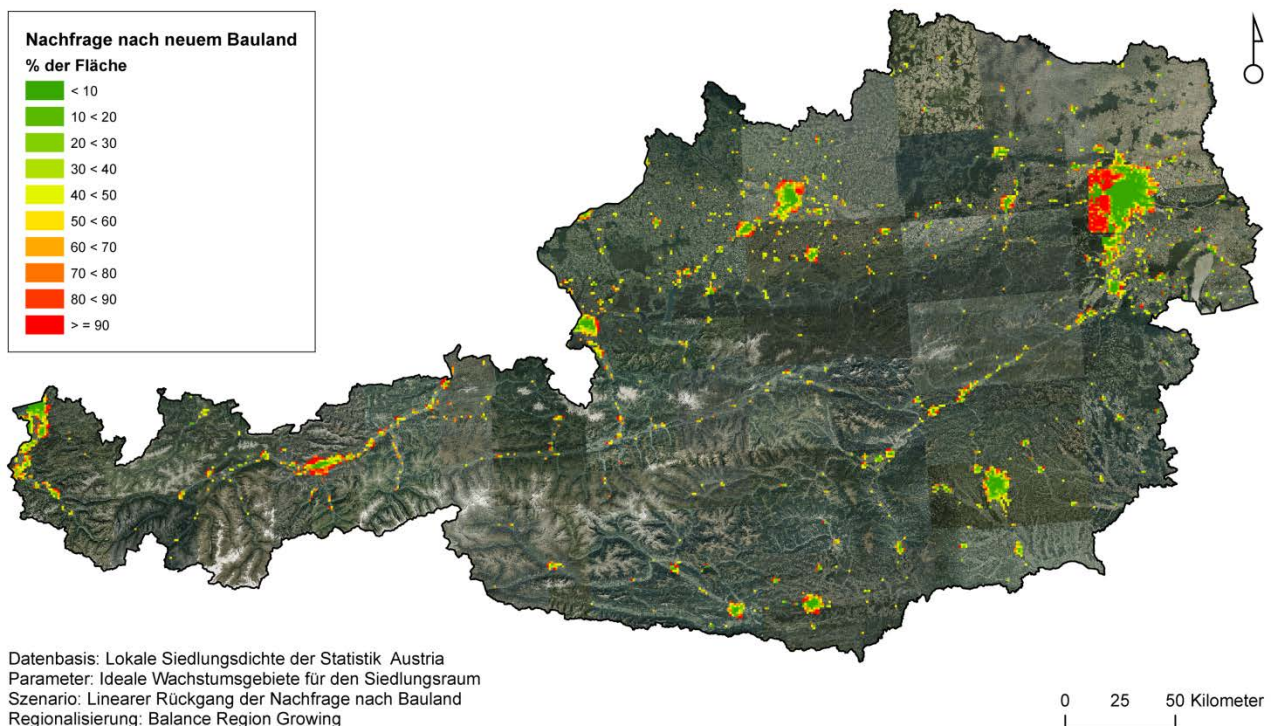 Nachfrage nach neuem Bauland
% der Fläche
< 10
10 < 20
20 < 30
30 < 40
40 < 50
50 < 60
60 < 70
70 < 80
80 < 90
> = 90
Datenbasis: Lokale Siedlungsdichte der Statistik Austria
Parameter: Ideale Wachstumsgebiete für den Siedlungsraum
Szenario: Linearer Rückgang der Nachfrage nach Bauland
Regionalisierung: Balance Region Growing
0 25 50 Kilometer